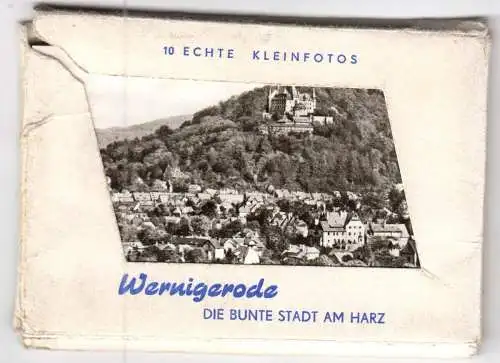 10 ECHTE KLEINFOTOS
Wernigerode
DIE BUNTE STADT AM HARZ